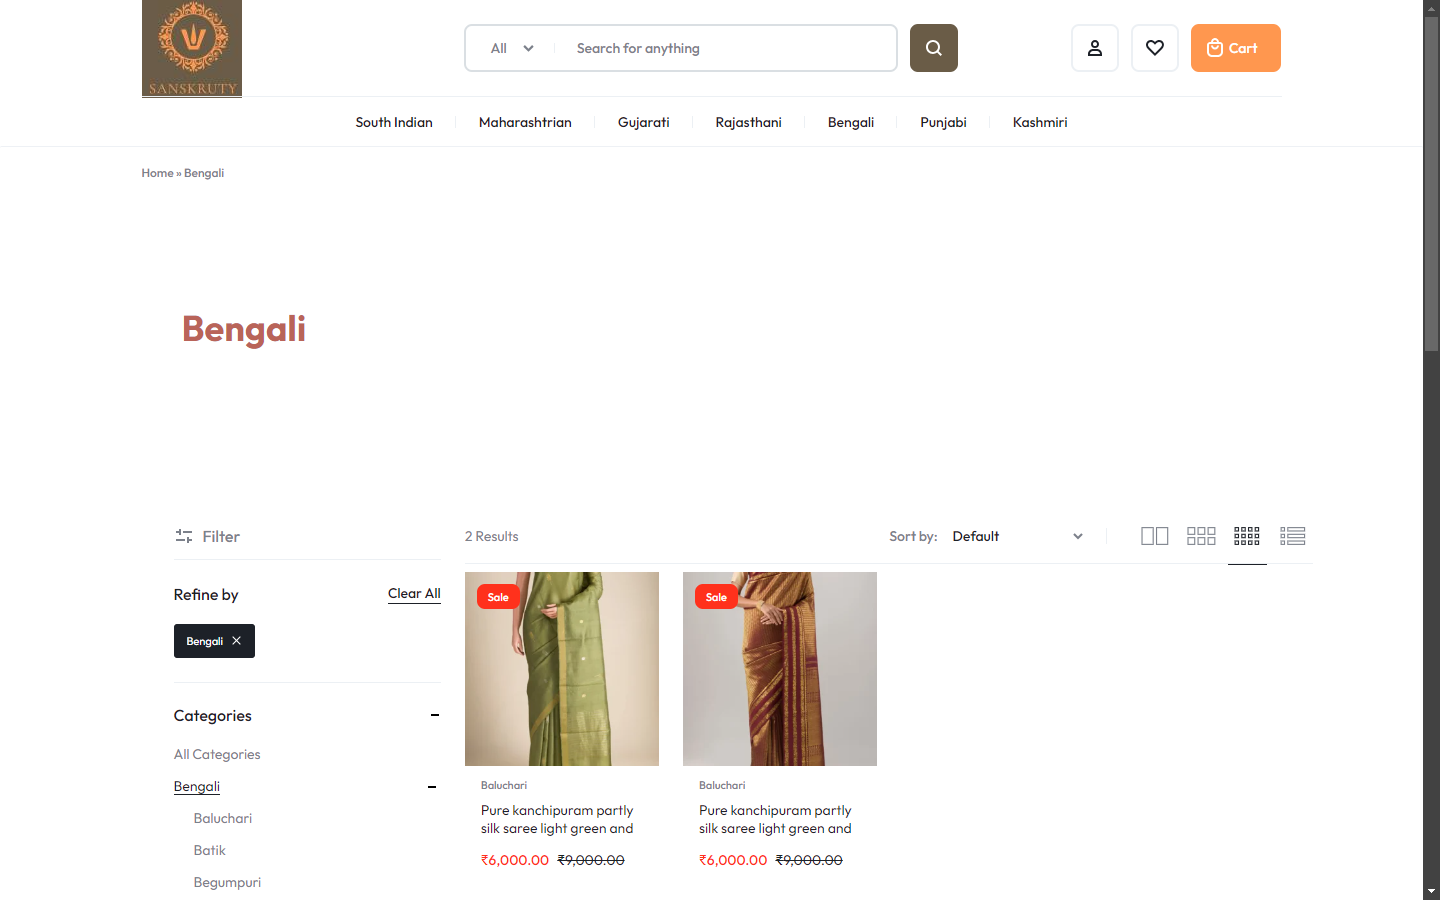 SANSKRUTY
All
Search for anything
Cart
South Indian
Maharashtrian
Gujarati
Rajasthani
Bengali
Punjabi
Kashmiri
Home » Bengali
Bengali
Filter
2 Results
Sort by: Default
Refine by
Clear All
Bengali
Categories
All Categories
Bengali
Baluchari
Batik
Begumpuri
Sale
Baluchari
Pure kanchipuram partly
silk saree light green and
₹6,000.00 ₹9,000.00
Sale
Baluchari
Pure kanchipuram partly
silk saree light green and
₹6,000.00 ₹9,000.00